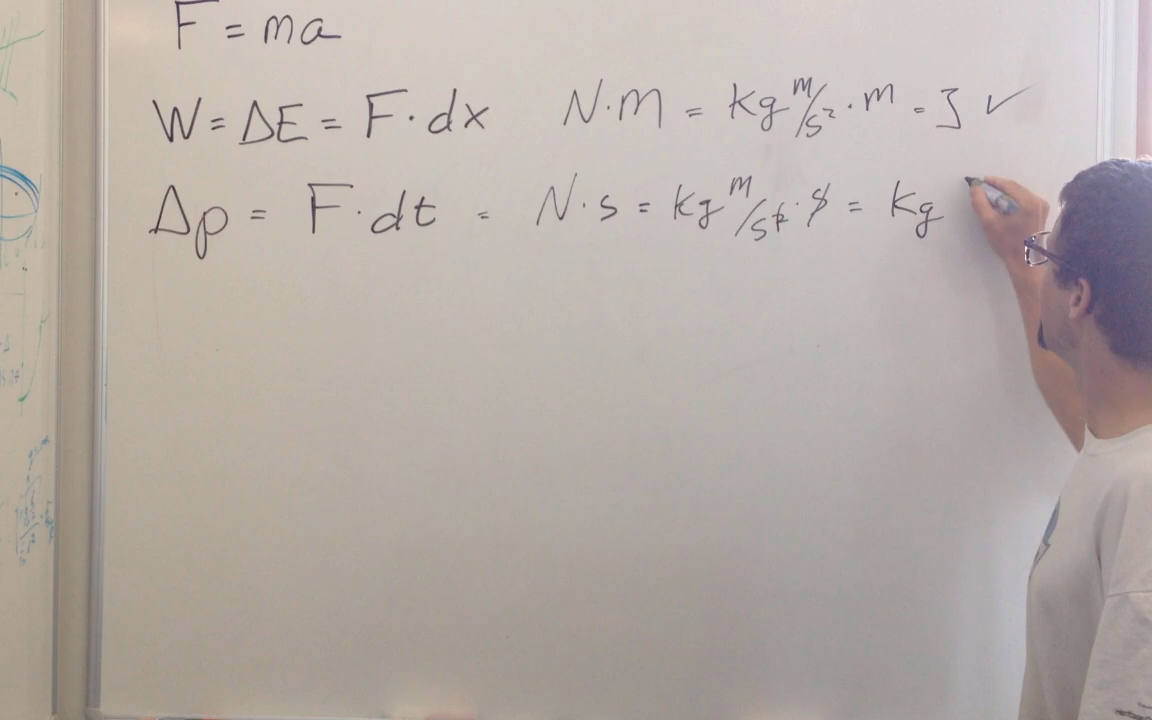 F = ma
W = ΔE = F·dx N·m = kg m/s² · m = J ✓
Δp = F·dt = N·s = kg m/s² · s = kg